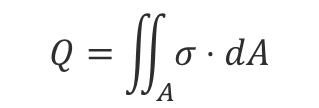 Q = ∬_A σ · dA